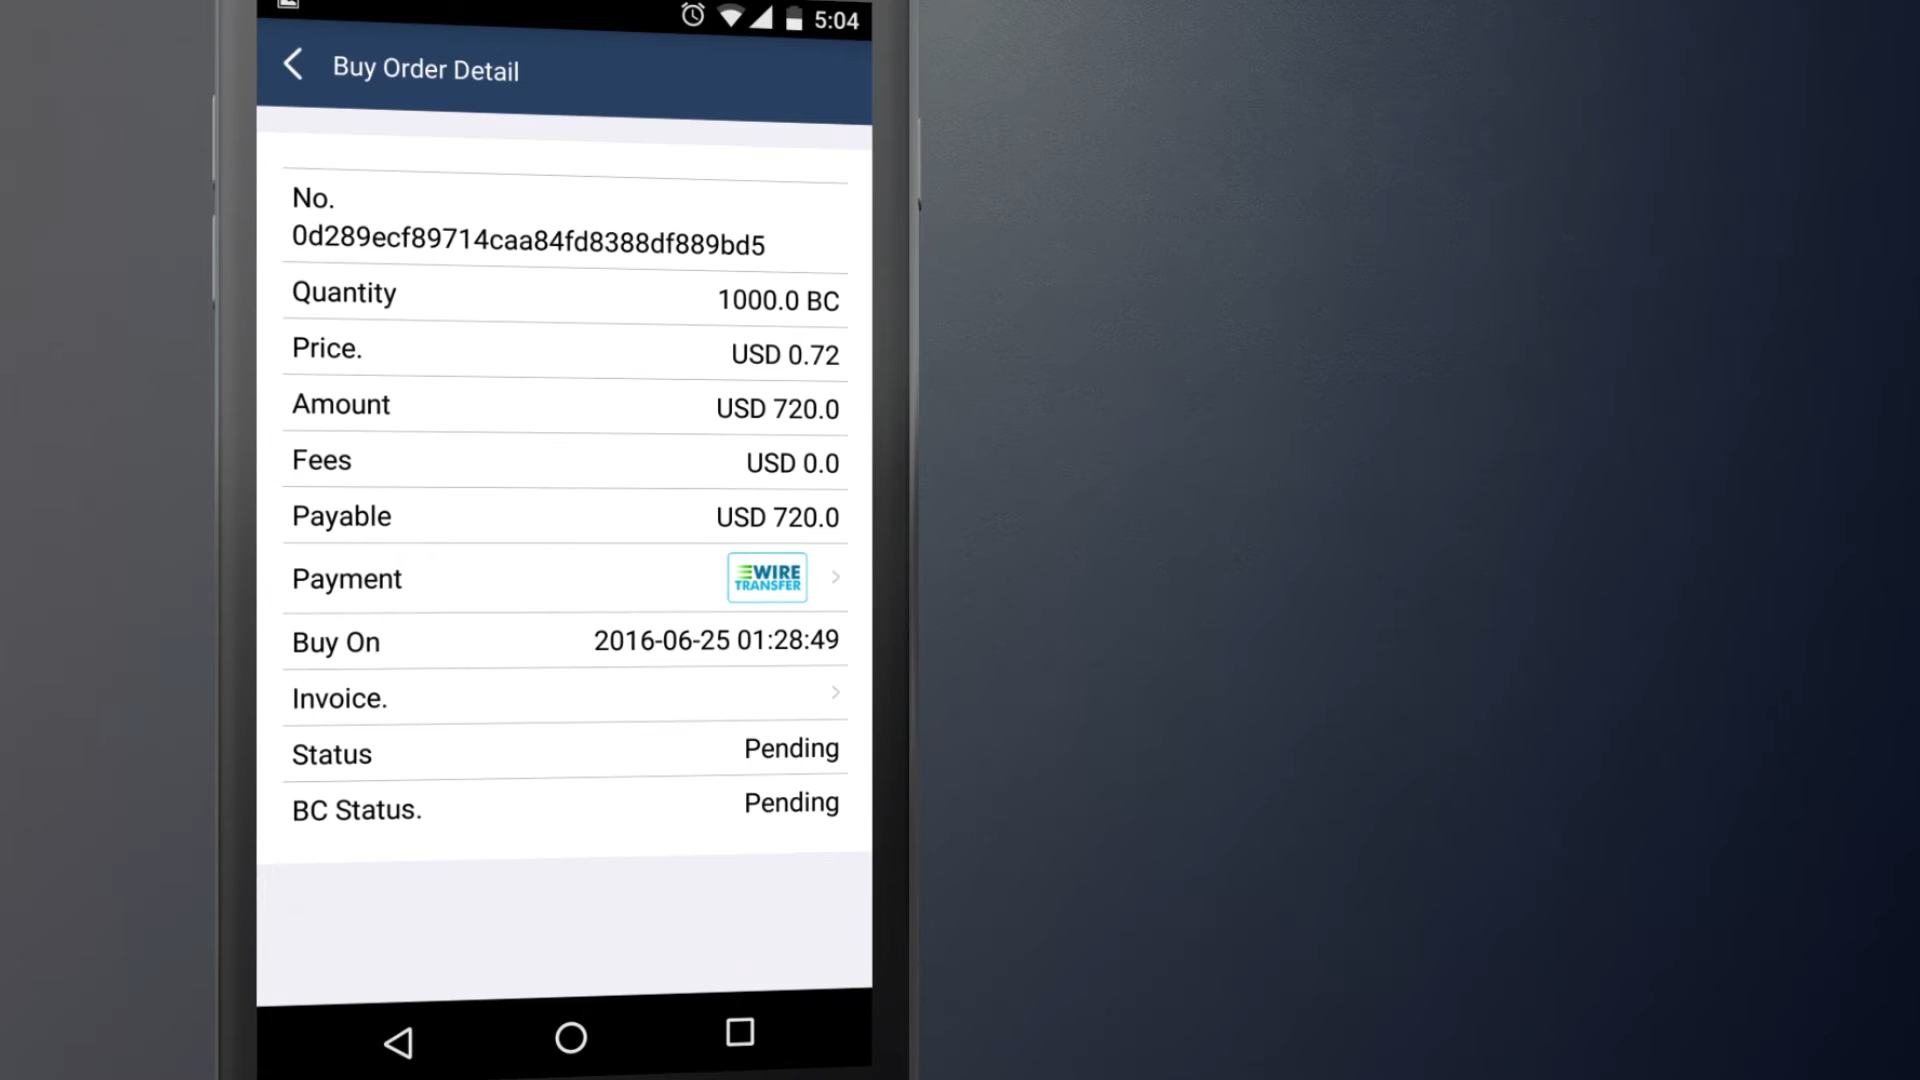 5:04
Buy Order Detail
No.
0d289ecf89714caa84fd8388df889bd5
Quantity 1000.0 BC
Price. USD 0.72
Amount USD 720.0
Fees USD 0.0
Payable USD 720.0
Payment WIRE TRANSFER
Buy On 2016-06-25 01:28:49
Invoice.
Status Pending
BC Status. Pending